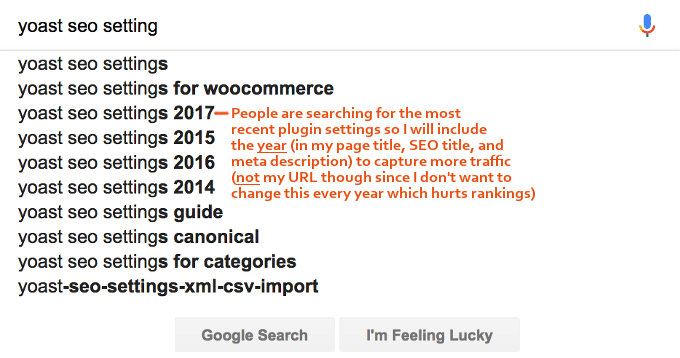 yoast seo setting
yoast seo settings
yoast seo settings for woocommerce
yoast seo settings 2017
People are searching for the most
recent plugin settings so I will include
yoast seo settings 2015
the year (in my page title, SEO title, and
yoast seo settings 2016
meta description) to capture more traffic
(not my URL though since I don't want to
yoast seo settings 2014
change this every year which hurts rankings)
yoast seo settings guide
yoast seo settings canonical
yoast seo settings for categories
yoast-seo-settings-xml-csv-import
Google Search
I'm Feeling Lucky